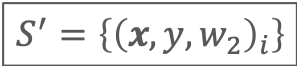 S′ = {(x, y, w₂)ᵢ}